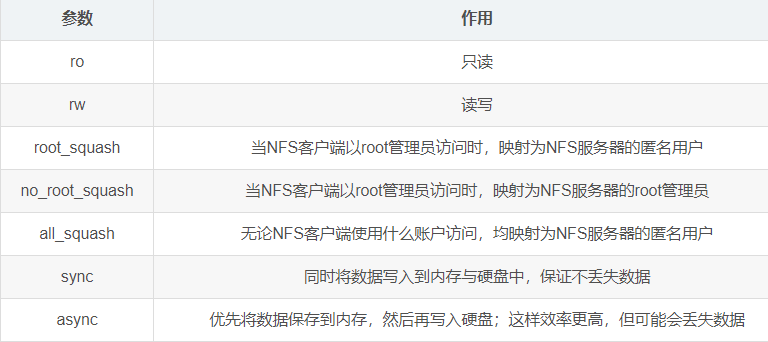 参数 作用
ro 只读
rw 读写
root_squash 当NFS客户端以root管理员访问时，映射为NFS服务器的匿名用户
no_root_squash 当NFS客户端以root管理员访问时，映射为NFS服务器的root管理员
all_squash 无论NFS客户端使用什么账户访问，均映射为NFS服务器的匿名用户
sync 同时将数据写入到内存与硬盘中，保证不丢失数据
async 优先将数据保存到内存，然后再写入硬盘；这样效率更高，但可能会丢失数据